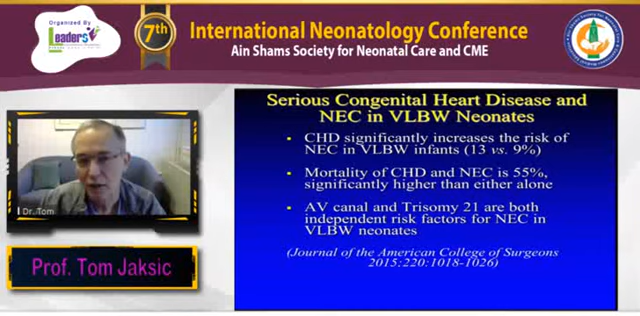 Organized By
Leaders
7th
International Neonatology Conference
Ain Shams Society for Neonatal Care and CME
Serious Congenital Heart Disease and
NEC in VLBW Neonates
• CHD significantly increases the risk of
NEC in VLBW infants (13 vs. 9%)
• Mortality of CHD and NEC is 55%,
significantly higher than either alone
• AV canal and Trisomy 21 are both
independent risk factors for NEC in
VLBW neonates
(Journal of the American College of Surgeons
2015:220:1018-1026)
Dr. Tom
Prof. Tom Jaksic